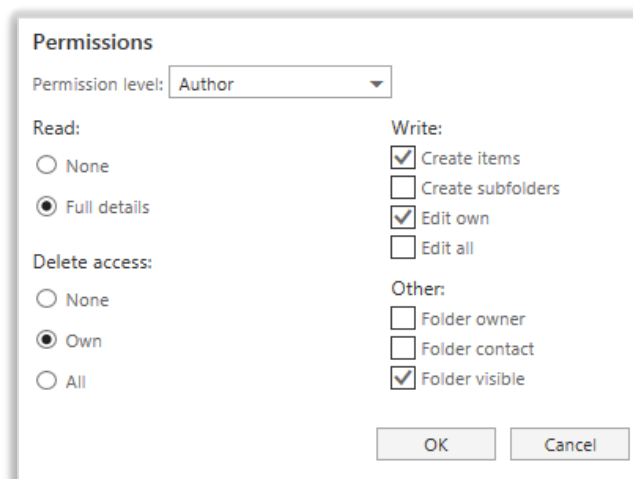 Permissions
Permission level: Author
Read:
None
Full details
Delete access:
None
Own
All
Write:
Create items
Create subfolders
Edit own
Edit all
Other:
Folder owner
Folder contact
Folder visible
OK
Cancel